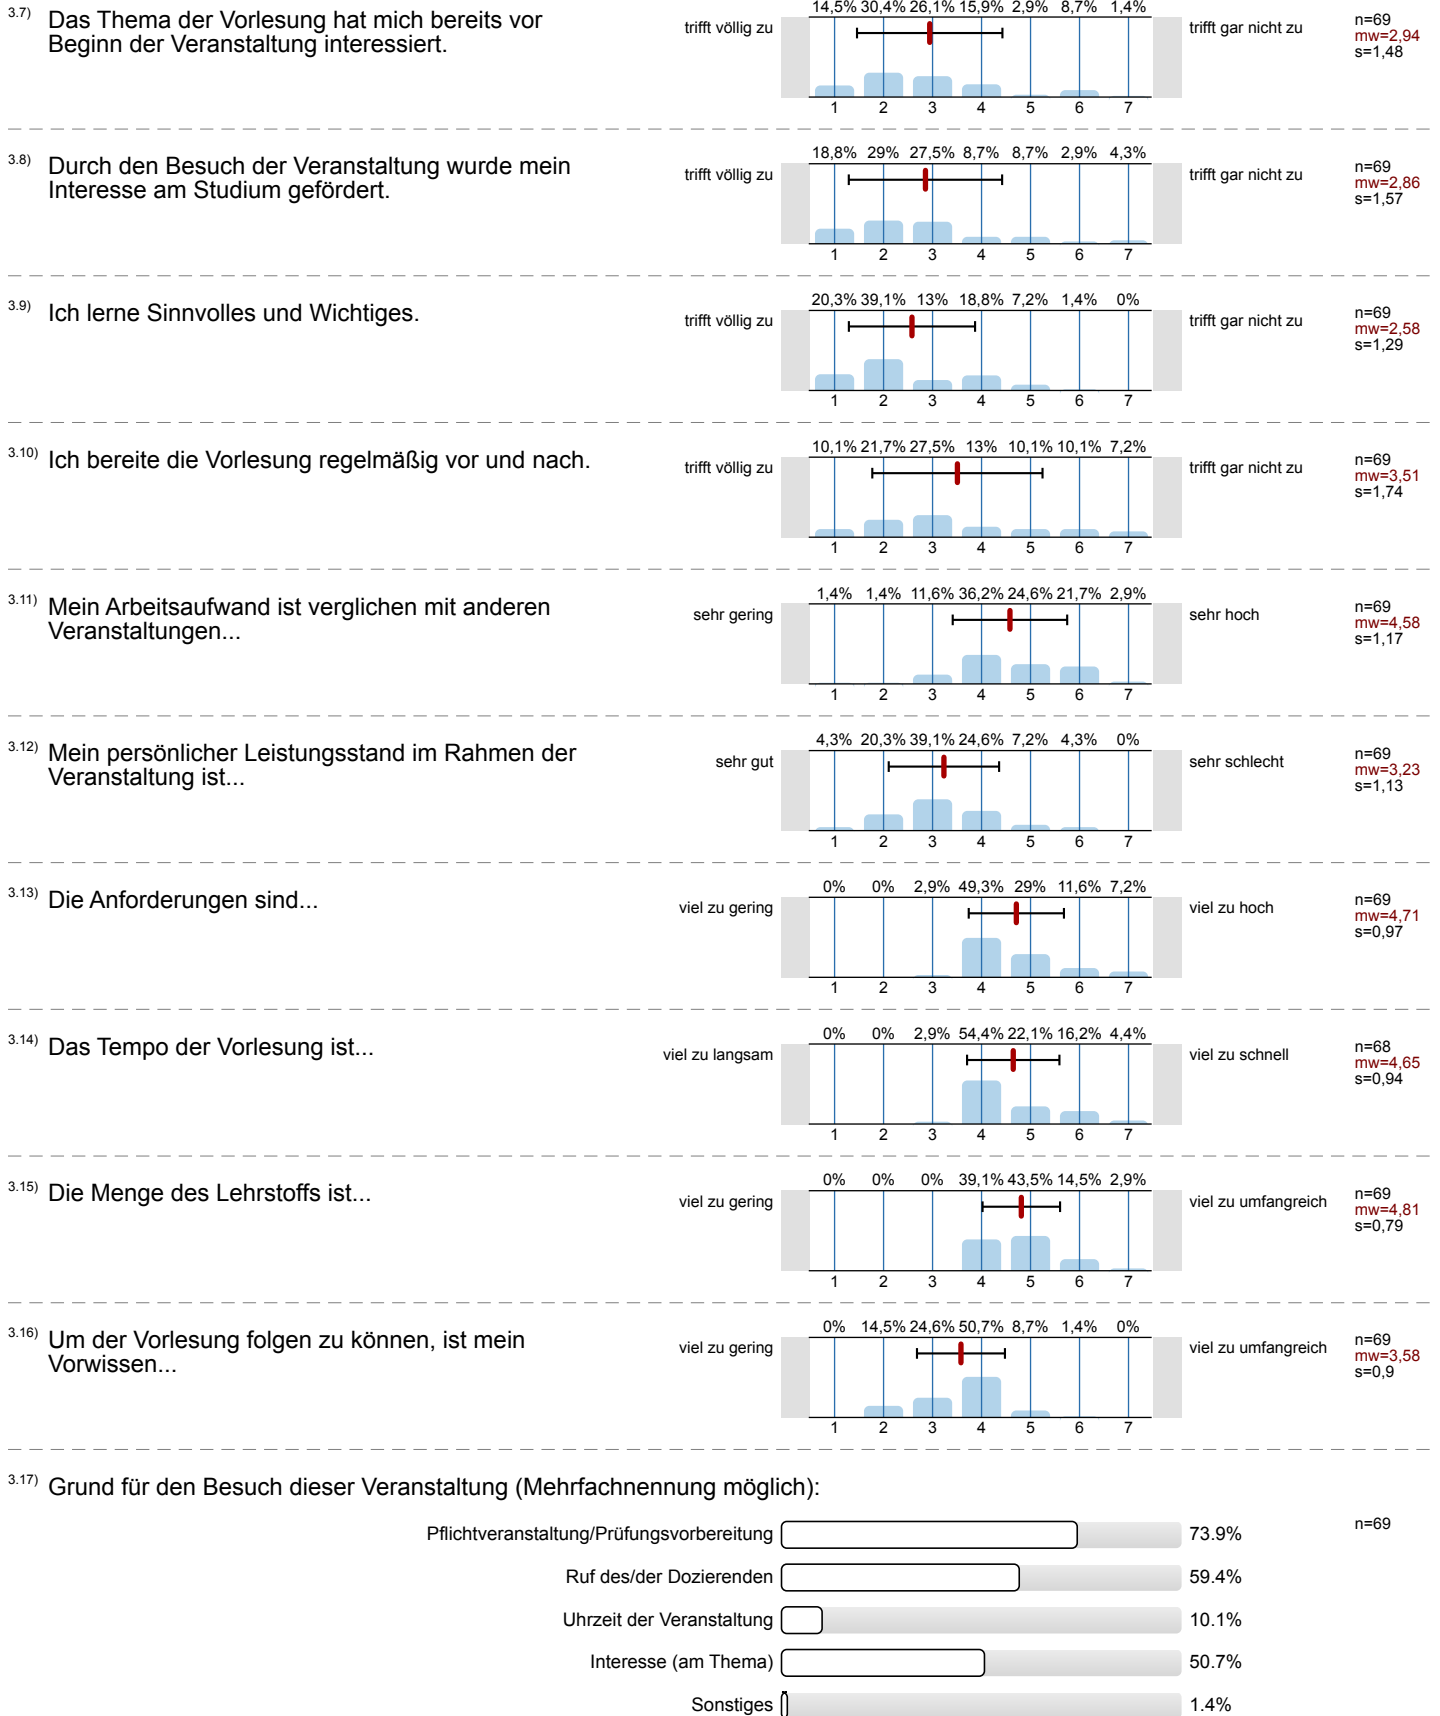 3.7) Das Thema der Vorlesung hat mich bereits vor
Beginn der Veranstaltung interessiert.
trifft völlig zu
14,5% 30,4% 26,1% 15,9% 2,9% 8,7% 1,4%
1 2 3 4 5 6 7
trifft gar nicht zu
n=69
mw=2,94
s=1,48
3.8) Durch den Besuch der Veranstaltung wurde mein
Interesse am Studium gefördert.
trifft völlig zu
18,8% 29% 27,5% 8,7% 8,7% 2,9% 4,3%
1 2 3 4 5 6 7
trifft gar nicht zu
n=69
mw=2,86
s=1,57
3.9) Ich lerne Sinnvolles und Wichtiges.
trifft völlig zu
20,3% 39,1% 13% 18,8% 7,2% 1,4% 0%
1 2 3 4 5 6 7
trifft gar nicht zu
n=69
mw=2,58
s=1,29
3.10) Ich bereite die Vorlesung regelmäßig vor und nach.
trifft völlig zu
10,1% 21,7% 27,5% 13% 10,1% 10,1% 7,2%
1 2 3 4 5 6 7
trifft gar nicht zu
n=69
mw=3,51
s=1,74
3.11) Mein Arbeitsaufwand ist verglichen mit anderen
Veranstaltungen...
sehr gering
1,4% 1,4% 11,6% 36,2% 24,6% 21,7% 2,9%
1 2 3 4 5 6 7
sehr hoch
n=69
mw=4,58
s=1,17
3.12) Mein persönlicher Leistungsstand im Rahmen der
Veranstaltung ist...
sehr gut
4,3% 20,3% 39,1% 24,6% 7,2% 4,3% 0%
1 2 3 4 5 6 7
sehr schlecht
n=69
mw=3,23
s=1,13
3.13) Die Anforderungen sind...
viel zu gering
0% 0% 2,9% 49,3% 29% 11,6% 7,2%
1 2 3 4 5 6 7
viel zu hoch
n=69
mw=4,71
s=0,97
3.14) Das Tempo der Vorlesung ist...
viel zu langsam
0% 0% 2,9% 54,4% 22,1% 16,2% 4,4%
1 2 3 4 5 6 7
viel zu schnell
n=68
mw=4,65
s=0,94
3.15) Die Menge des Lehrstoffs ist...
viel zu gering
0% 0% 0% 39,1% 43,5% 14,5% 2,9%
1 2 3 4 5 6 7
viel zu umfangreich
n=69
mw=4,81
s=0,79
3.16) Um der Vorlesung folgen zu können, ist mein
Vorwissen...
viel zu gering
0% 14,5% 24,6% 50,7% 8,7% 1,4% 0%
1 2 3 4 5 6 7
viel zu umfangreich
n=69
mw=3,58
s=0,9
3.17) Grund für den Besuch dieser Veranstaltung (Mehrfachnennung möglich):
Pflichtveranstaltung/Prüfungsvorbereitung 73.9%
n=69
Ruf des/der Dozierenden 59.4%
Uhrzeit der Veranstaltung 10.1%
Interesse (am Thema) 50.7%
Sonstiges 1.4%